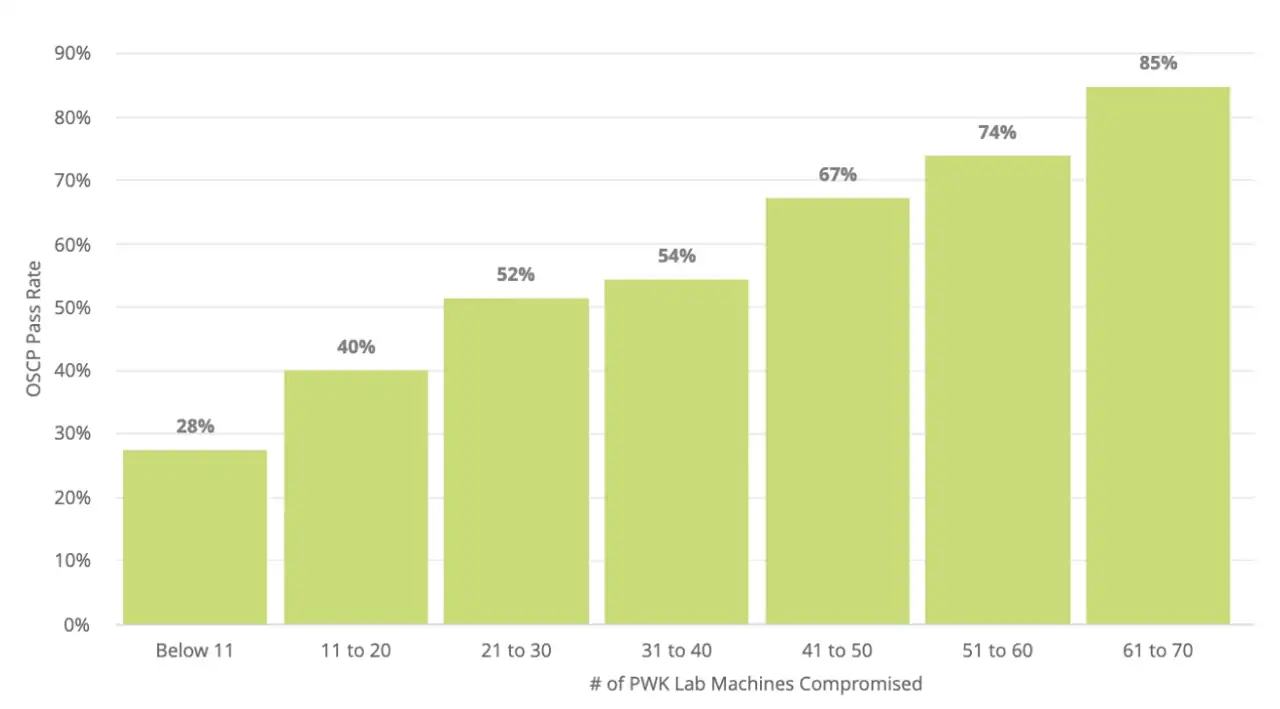 90%
80%
70%
60%
50%
40%
30%
20%
10%
0%
OSCP Pass Rate
28%
40%
52%
54%
67%
74%
85%
Below 11
11 to 20
21 to 30
31 to 40
41 to 50
51 to 60
61 to 70
# of PWK Lab Machines Compromised